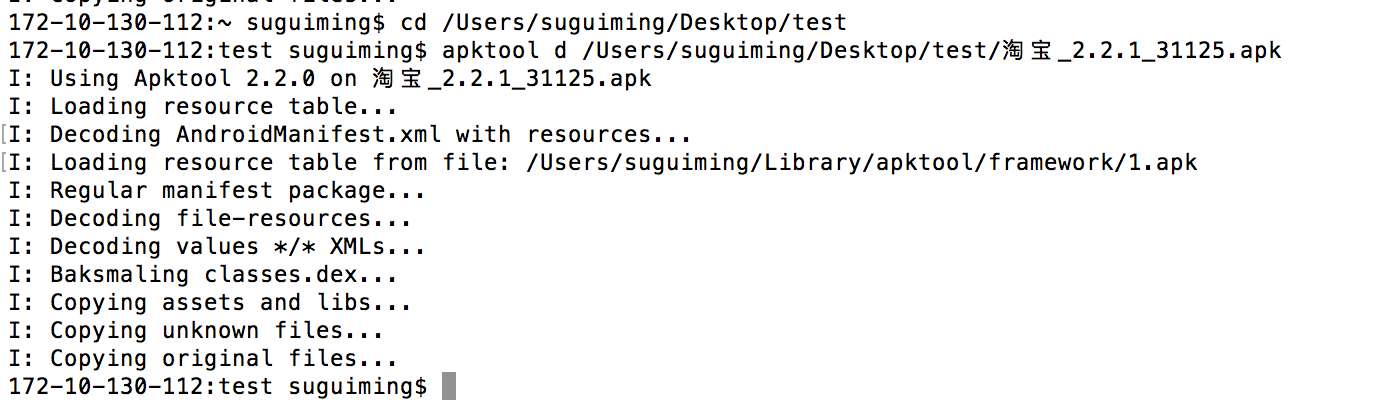 I: Copying original files...
172-10-130-112:~ suguiming$ cd /Users/suguiming/Desktop/test
172-10-130-112:test suguiming$ apktool d /Users/suguiming/Desktop/test/淘宝_2.2.1_31125.apk
I: Using Apktool 2.2.0 on 淘宝_2.2.1_31125.apk
I: Loading resource table...
[I: Decoding AndroidManifest.xml with resources...
[I: Loading resource table from file: /Users/suguiming/Library/apktool/framework/1.apk
I: Regular manifest package...
I: Decoding file-resources...
I: Decoding values */* XMLs...
I: Baksmaling classes.dex...
I: Copying assets and libs...
I: Copying unknown files...
I: Copying original files...
172-10-130-112:test suguiming$